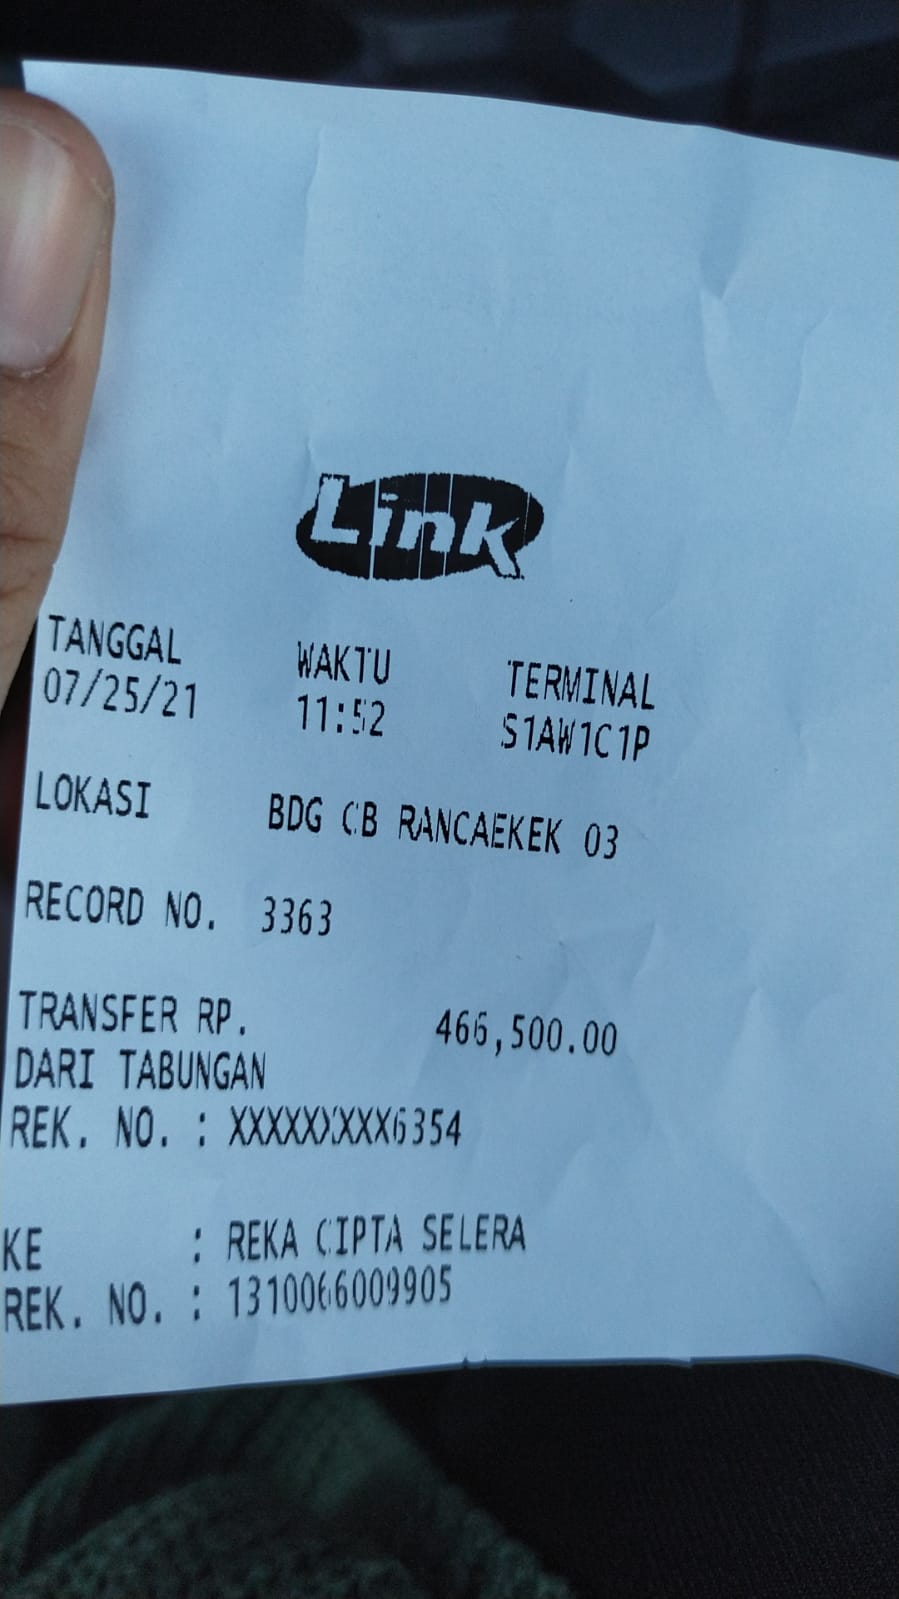 Link
TANGGAL WAKTU TERMINAL
07/25/21 11:52 S1AW1C1P
LOKASI BDG CB RANCAEKEK 03
RECORD NO. 3363
TRANSFER RP. 466,500.00
DARI TABUNGAN
REK. NO. : XXXXXXXXX6354
KE : REKA CIPTA SELERA
REK. NO. : 1310066009905